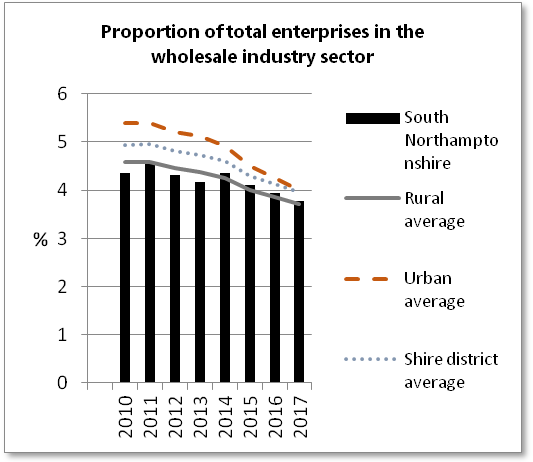 Proportion of total enterprises in the
wholesale industry sector
6
5
4
3
2
1
0
%
2010
2011
2012
2013
2014
2015
2016
2017
South
Northampto
nshire
Rural
average
Urban
average
Shire district
average